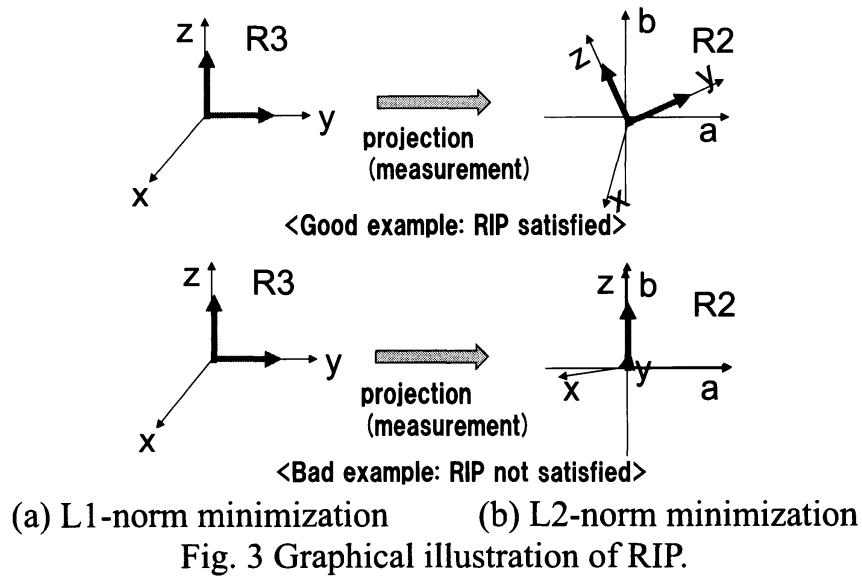 z R3 y x
projection
(measurement)
b R2 z y a x
<Good example: RIP satisfied>
z R3 y x
projection
(measurement)
z b R2 y x a
<Bad example: RIP not satisfied>
(a) L1-norm minimization (b) L2-norm minimization
Fig. 3 Graphical illustration of RIP.